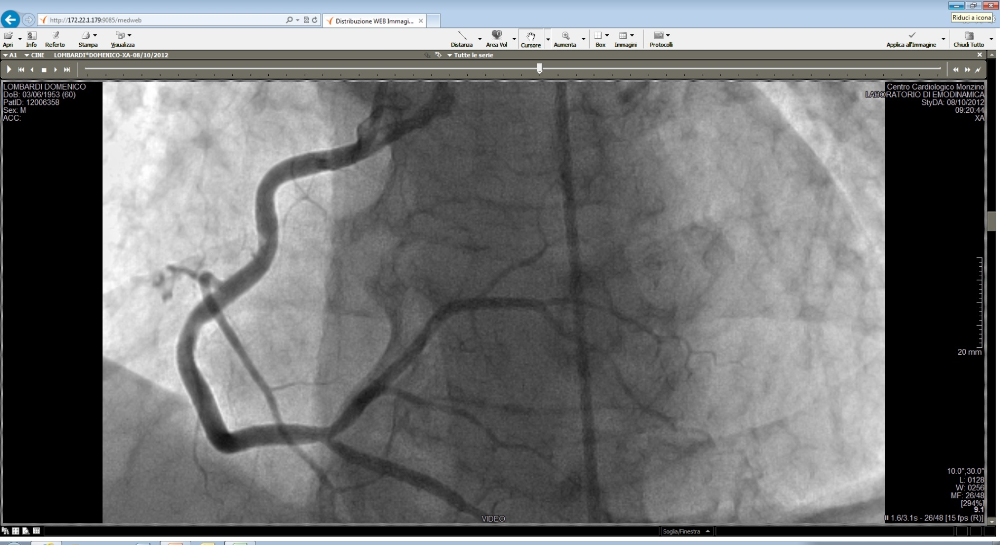 Riduci a icona
http://172.22.1.179:9085/medweb
Distribuzione WEB Immagi...
Apri
Info
Referto
Stampa
Visualizza
Distanza
Area Vol
Cursore
Aumenta
Box
Immagini
Protocolli
Applica all'Immagine
Chiudi Tutto
A1 CINE LOMBARDI*DOMENICO-XA-08/10/2012 Tutte le serie
LOMBARDI DOMENICO
DoB: 03/06/1953 (60)
PatID: 12006358
Sex: M
ACC:
Centro Cardiologico Monzino
LABORATORIO DI EMODINAMICA
StyDA: 08/10/2012
09:20:44
XA
20 mm
10.0°,30.0°
L: 0128
W: 0256
MF: 26/48
[294%]
9.1
1.6/3.1s - 26/48 [15 fps (R)]
VIDEO
Soglia/Finestra